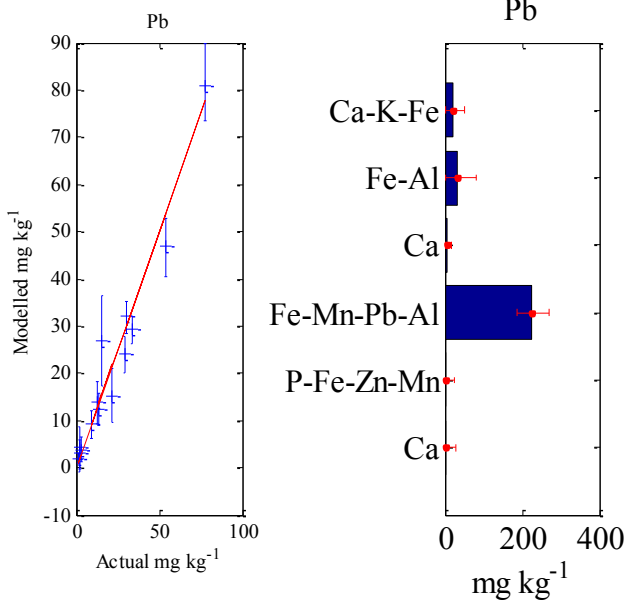 Pb
90
80
70
60
50
40
30
20
10
0
-10
Modelled mg kg⁻¹
0
50
100
Actual mg kg⁻¹
Pb
Ca-K-Fe
Fe-Al
Ca
Fe-Mn-Pb-Al
P-Fe-Zn-Mn
Ca
0
200
400
mg kg⁻¹